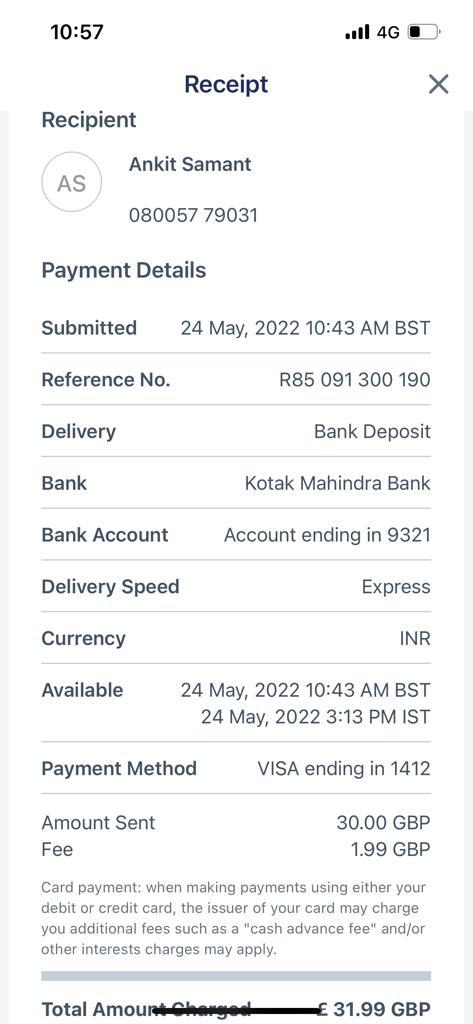 10:57 4G
Receipt
Recipient
AS
Ankit Samant
080057 79031
Payment Details
Submitted 24 May, 2022 10:43 AM BST
Reference No. R85 091 300 190
Delivery Bank Deposit
Bank Kotak Mahindra Bank
Bank Account Account ending in 9321
Delivery Speed Express
Currency INR
Available 24 May, 2022 10:43 AM BST
24 May, 2022 3:13 PM IST
Payment Method VISA ending in 1412
Amount Sent 30.00 GBP
Fee 1.99 GBP
Card payment: when making payments using either your
debit or credit card, the issuer of your card may charge
you additional fees such as a "cash advance fee" and/or
other interests charges may apply.
Total Amount Charged £ 31.99 GBP